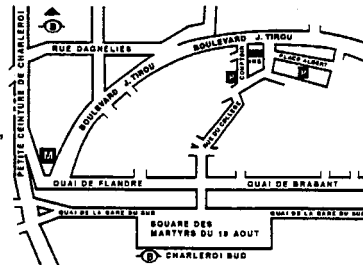 B
RUE DAGNELIES
BOULEVARD J. TIROU
PLACE ALBERT
PETITE CEINTURE DE CHARLEROI
BOULEVARD J. TIROU
COMPTOIR
P
RUE DU COLLEGE
M
QUAI DE FLANDRE
QUAI DE BRABANT
QUAI DE LA GARE DU SUD
QUAI DE LA GARE DU SUD
SQUARE DES
MARTYRS DU 18 AOUT
B CHARLEROI SUD